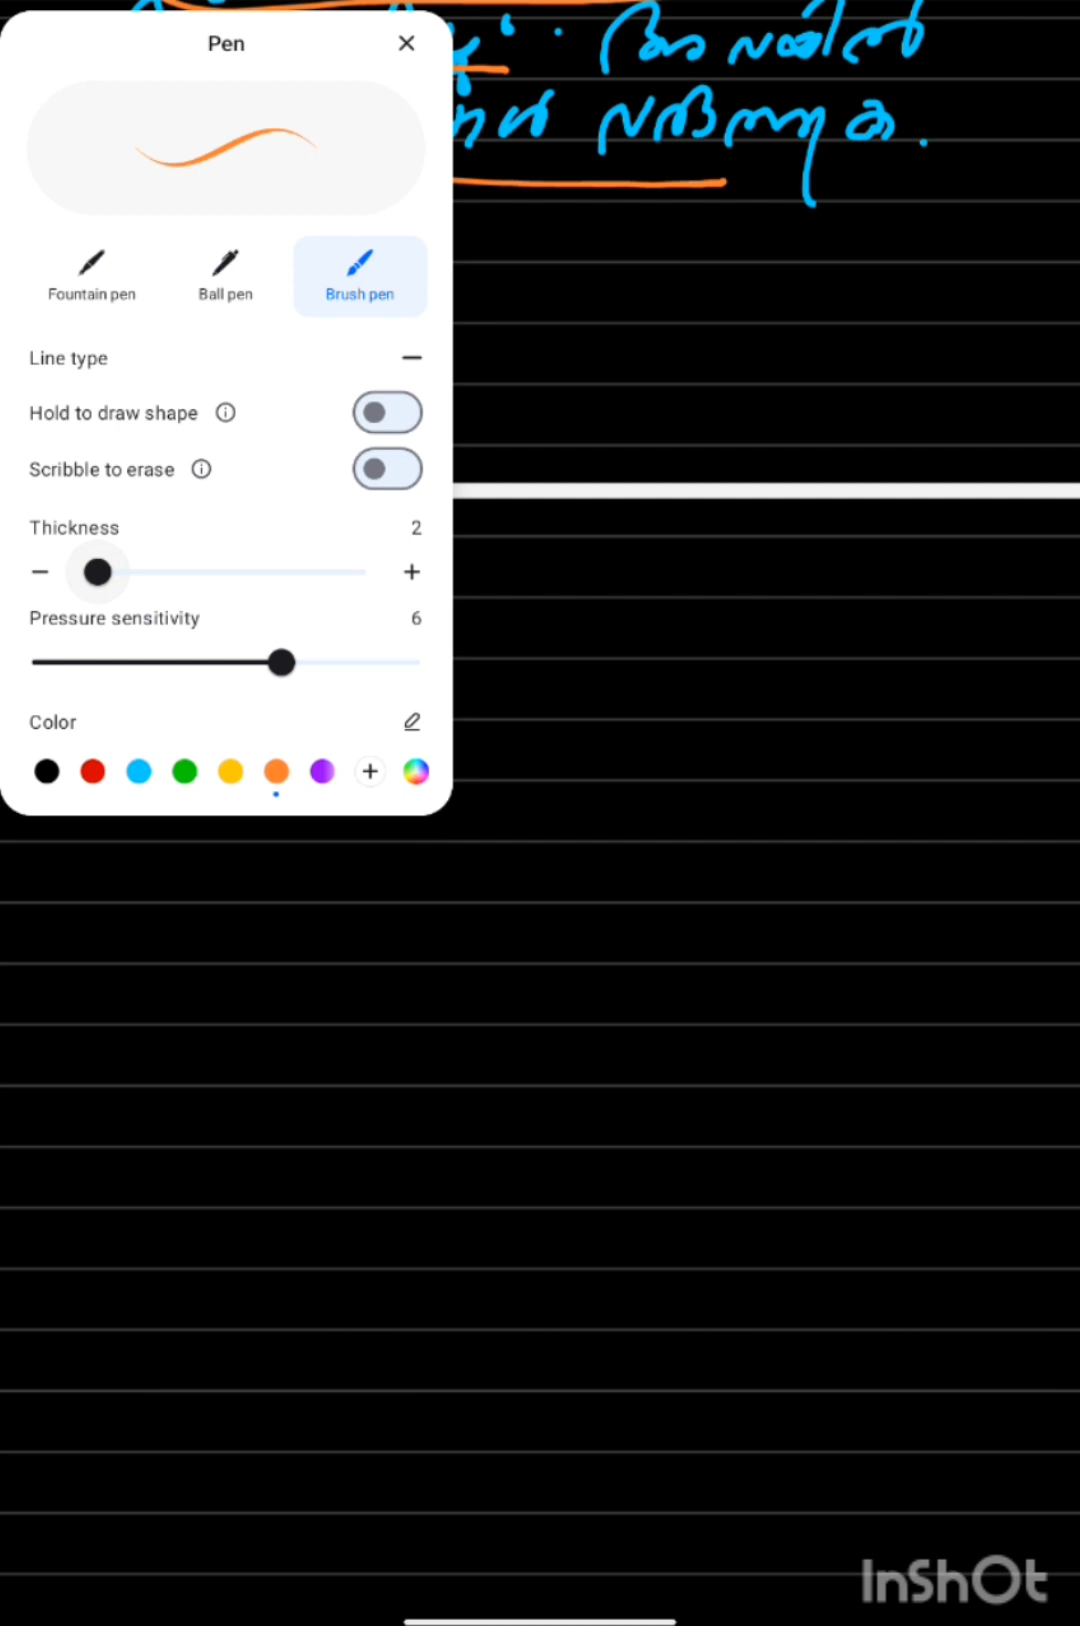 Pen
Fountain pen
Ball pen
Brush pen
Line type
Hold to draw shape
Scribble to erase
Thickness 2
Pressure sensitivity 6
Color
InShOt